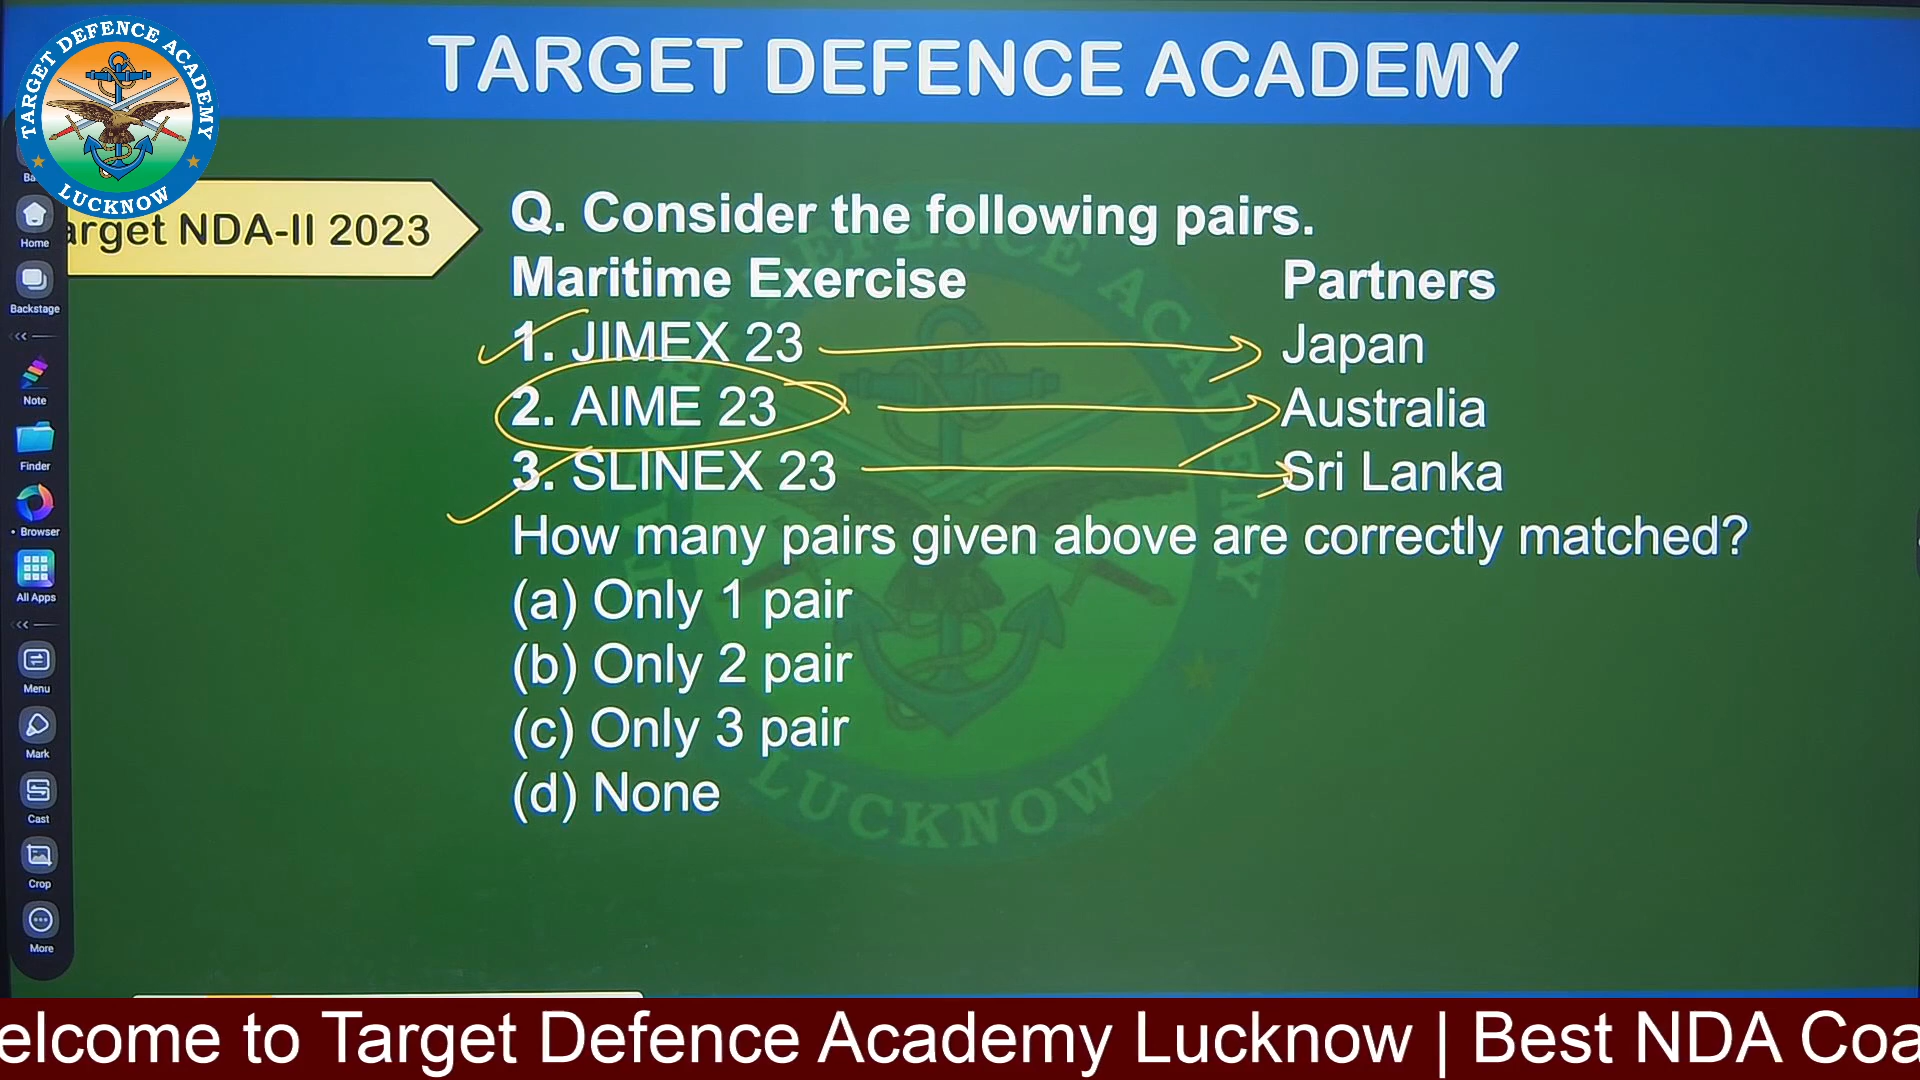 TARGET DEFENCE ACADEMY
TARGET DEFENCE ACADEMY
LUCKNOW
arget NDA-II 2023
Q. Consider the following pairs.
Maritime Exercise Partners
1. JIMEX 23 Japan
2. AIME 23 Australia
3. SLINEX 23 Sri Lanka
How many pairs given above are correctly matched?
(a) Only 1 pair
(b) Only 2 pair
(c) Only 3 pair
(d) None
Home
Backstage
Note
Finder
Browser
All Apps
Menu
Mark
Cast
Crop
More
DEFENCE ACADEMY
LUCKNOW
elcome to Target Defence Academy Lucknow | Best NDA Coa